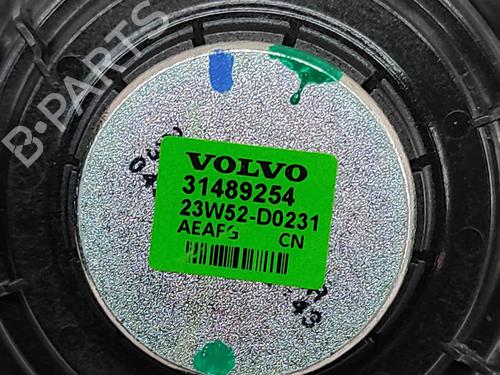 B-PARTS
VOLVO
31489254
23W52-D0231
AEAFG CN